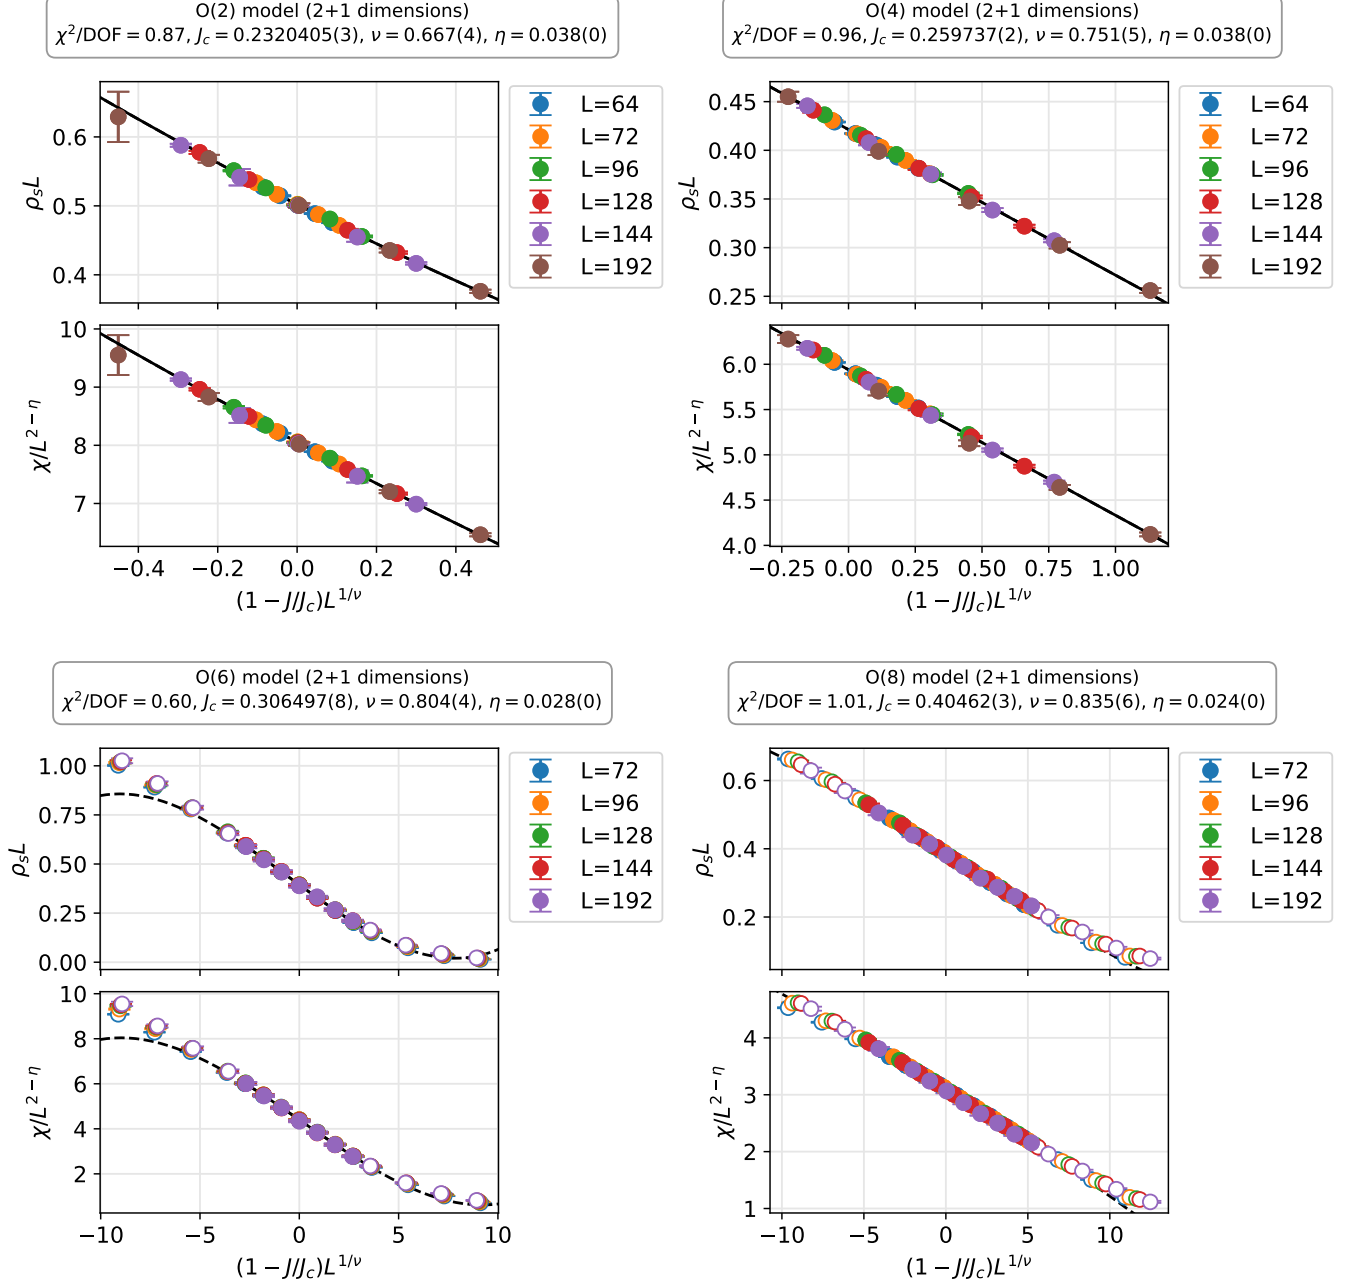 O(2) model (2+1 dimensions)
χ²/DOF = 0.87, J_c = 0.2320405(3), ν = 0.667(4), η = 0.038(0)
ρ_s L
0.6
0.5
0.4
L=64
L=72
L=96
L=128
L=144
L=192
χ/L^{2−η}
10
9
8
7
−0.4
−0.2
0.0
0.2
0.4
(1 − J/J_c)L^{1/ν}
O(4) model (2+1 dimensions)
χ²/DOF = 0.96, J_c = 0.259737(2), ν = 0.751(5), η = 0.038(0)
ρ_s L
0.45
0.40
0.35
0.30
0.25
L=64
L=72
L=96
L=128
L=144
L=192
χ/L^{2−η}
6.0
5.5
5.0
4.5
4.0
−0.25
0.00
0.25
0.50
0.75
1.00
(1 − J/J_c)L^{1/ν}
O(6) model (2+1 dimensions)
χ²/DOF = 0.60, J_c = 0.306497(8), ν = 0.804(4), η = 0.028(0)
ρ_s L
1.00
0.75
0.50
0.25
0.00
L=72
L=96
L=128
L=144
L=192
χ/L^{2−η}
10
8
6
4
2
−10
−5
0
5
10
(1 − J/J_c)L^{1/ν}
O(8) model (2+1 dimensions)
χ²/DOF = 1.01, J_c = 0.40462(3), ν = 0.835(6), η = 0.024(0)
ρ_s L
0.6
0.4
0.2
L=72
L=96
L=128
L=144
L=192
χ/L^{2−η}
4
3
2
1
−10
−5
0
5
10
(1 − J/J_c)L^{1/ν}